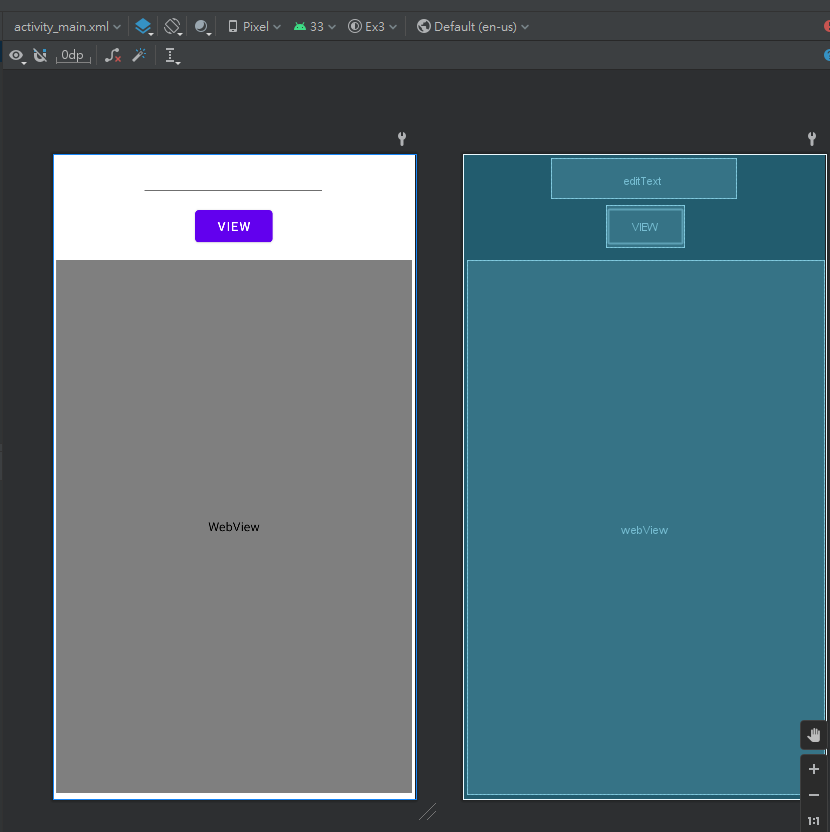 activity_main.xml Pixel 33 Ex3 Default (en-us)
0dp
VIEW
WebView
editText
VIEW
webView
1:1